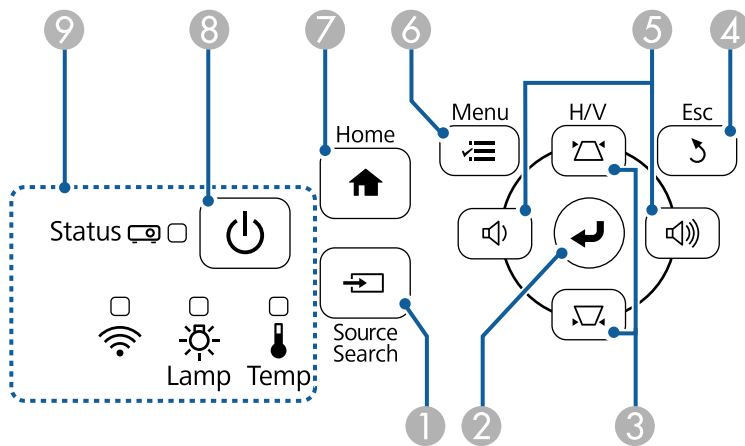 9
8
7
6
5
4
Menu
H/V
Esc
Home
Status
Source
Search
Lamp
Temp
1
2
3